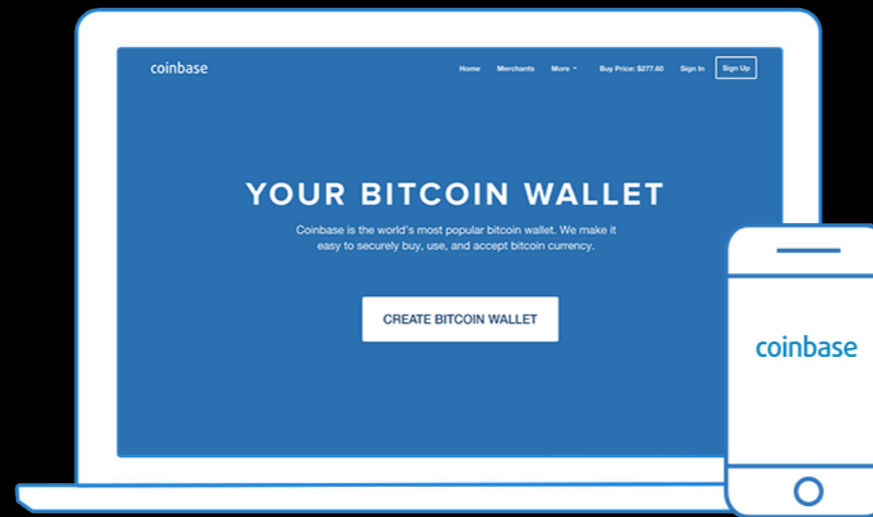 coinbase
Home Merchants More Buy Price: $277.60 Sign In Sign Up
YOUR BITCOIN WALLET
Coinbase is the world's most popular bitcoin wallet. We make it
easy to securely buy, use, and accept bitcoin currency.
CREATE BITCOIN WALLET
coinbase